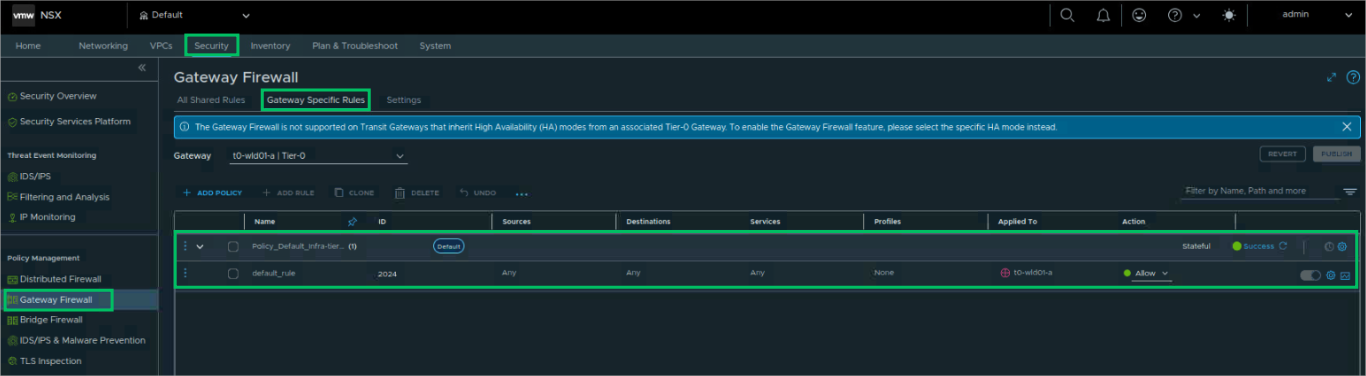 vmw NSX Default admin
Home Networking VPCs Security Inventory Plan & Troubleshoot System
Gateway Firewall
Security Overview
Security Services Platform
Threat Event Monitoring
IDS/IPS
Filtering and Analysis
IP Monitoring
Policy Management
Distributed Firewall
Gateway Firewall
Bridge Firewall
IDS/IPS & Malware Prevention
TLS Inspection
All Shared Rules Gateway Specific Rules Settings
The Gateway Firewall is not supported on Transit Gateways that inherit High Availability (HA) modes from an associated Tier-0 Gateway. To enable the Gateway Firewall feature, please select the specific HA mode instead.
Gateway t0-wld01-a | Tier-0 REVERT PUBLISH
+ ADD POLICY + ADD RULE CLONE DELETE UNDO ... Filter by Name, Path and more
Name ID Sources Destinations Services Profiles Applied To Action
Policy_Default_Infra-tier... (1) Default Stateful Success
default_rule 2024 Any Any Any None t0-wld01-a Allow